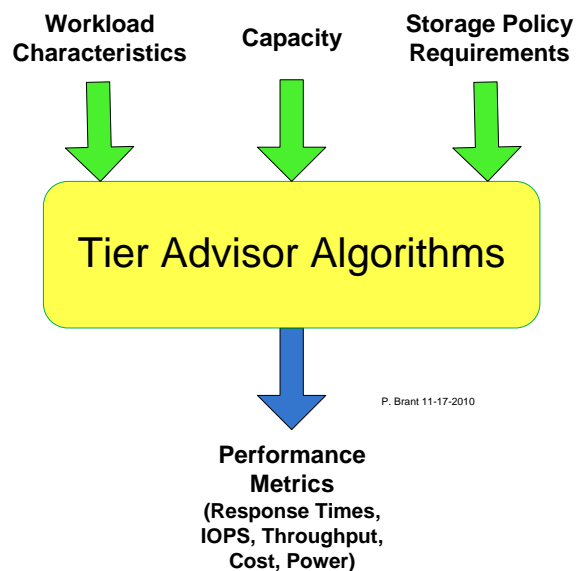 Workload
Characteristics
Capacity
Storage Policy
Requirements
Tier Advisor Algorithms
P. Brant 11-17-2010
Performance
Metrics
(Response Times,
IOPS, Throughput,
Cost, Power)